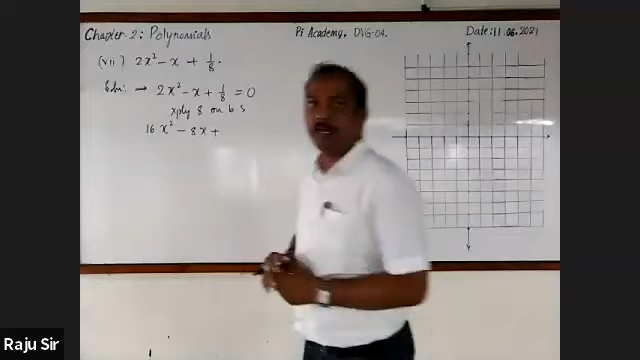 Chapter-2: Polynomials
Pi Academy, DVG-04.
Date: 11.06.2021
(vii) 2x² - x + 1/8.
Soln: → 2x² - x + 1/8 = 0
xply 8 on b s
16x² - 8x +
Raju Sir